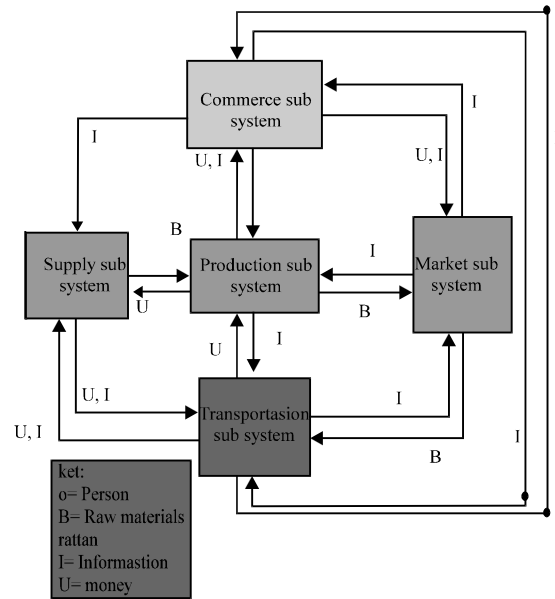 Commerce sub
system
I
I
U, I
U, I
B
Supply sub
system
Production sub
system
I
Market sub
system
U
B
U
I
U, I
Transportasion
sub system
I
U, I
B
I
ket:
o= Person
B= Raw materials
rattan
I= Informastion
U= money